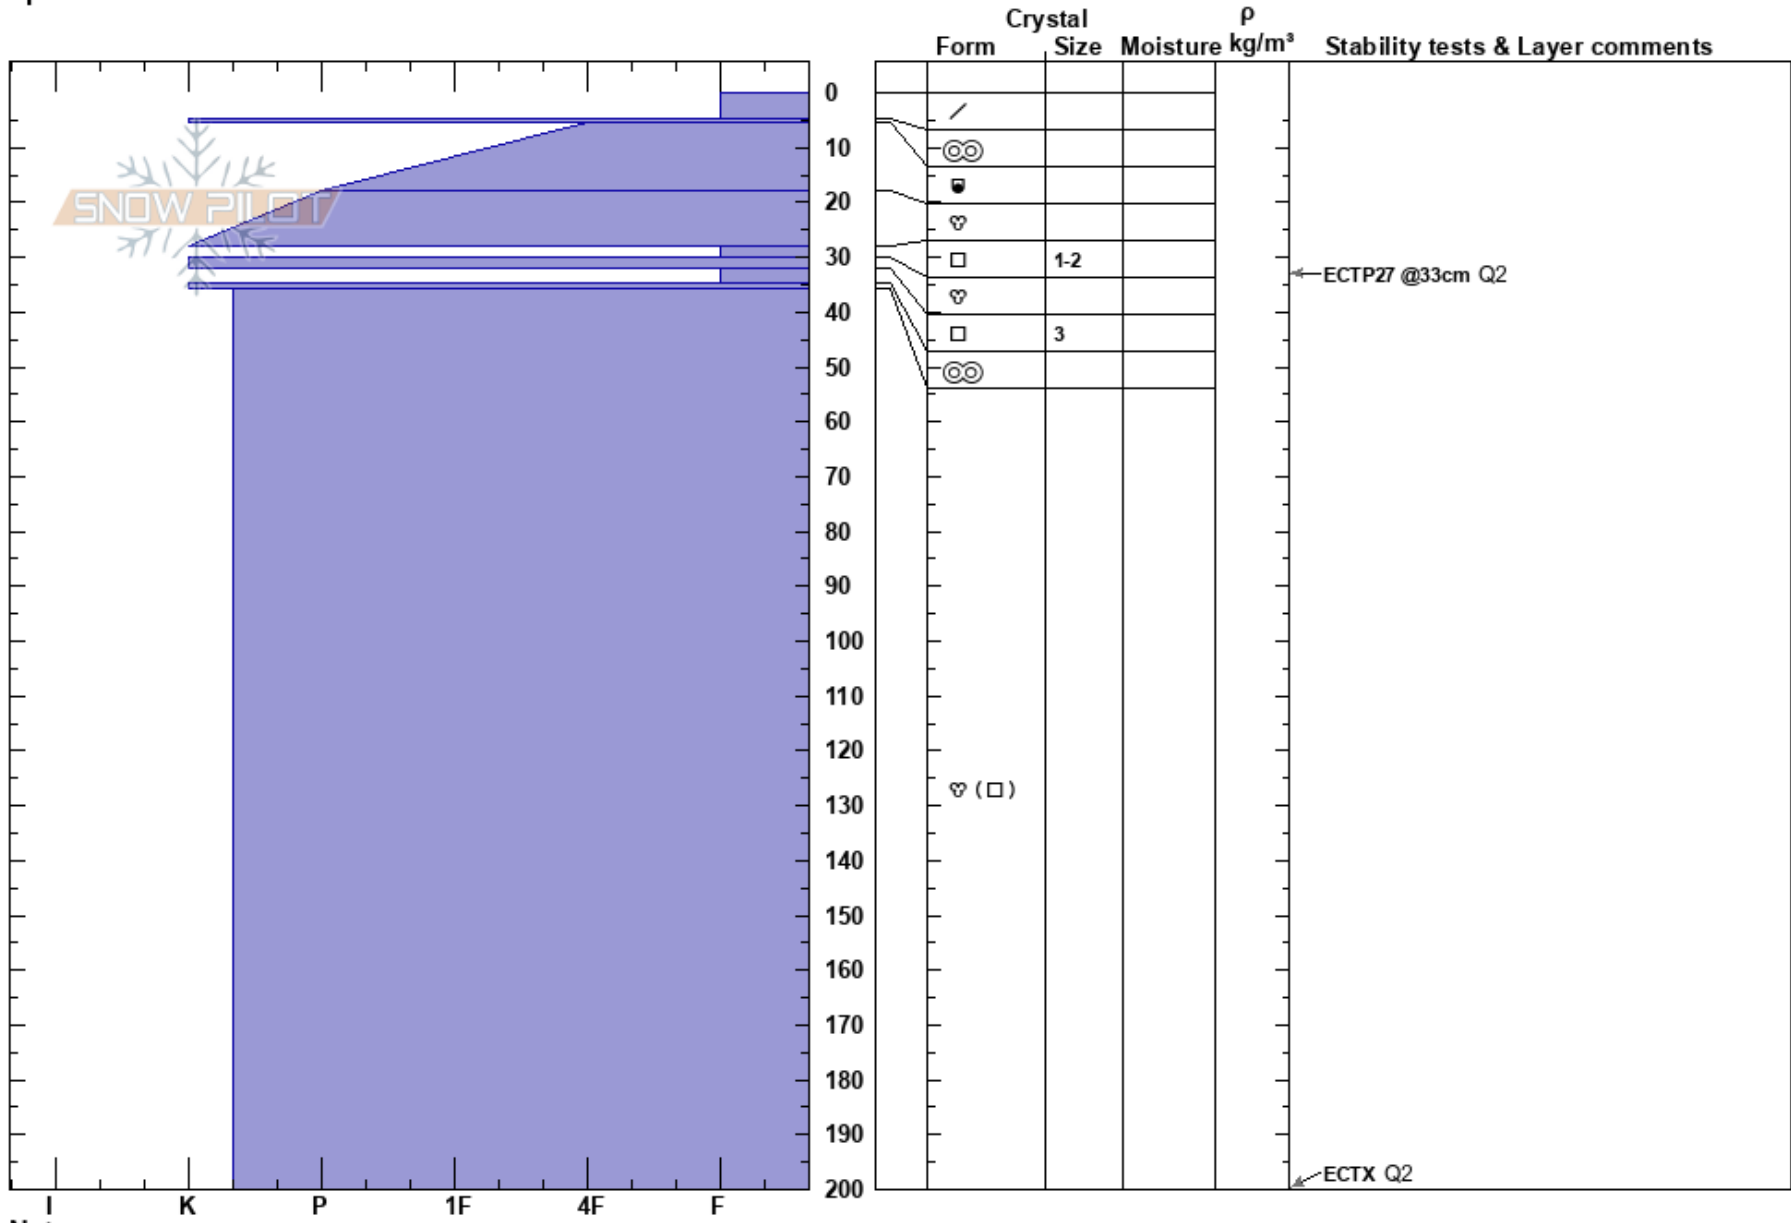 Crystal ρ
Form Size Moisture kg/m³ Stability tests & Layer comments
0
10
SNOW PILOT
20
30 1-2
ECTP27 @33cm Q2
40 3
50
60
70
80
90
100
110
120
130 ( )
140
150
160
170
180
190
ECTX Q2
200
I K P 1F 4F F